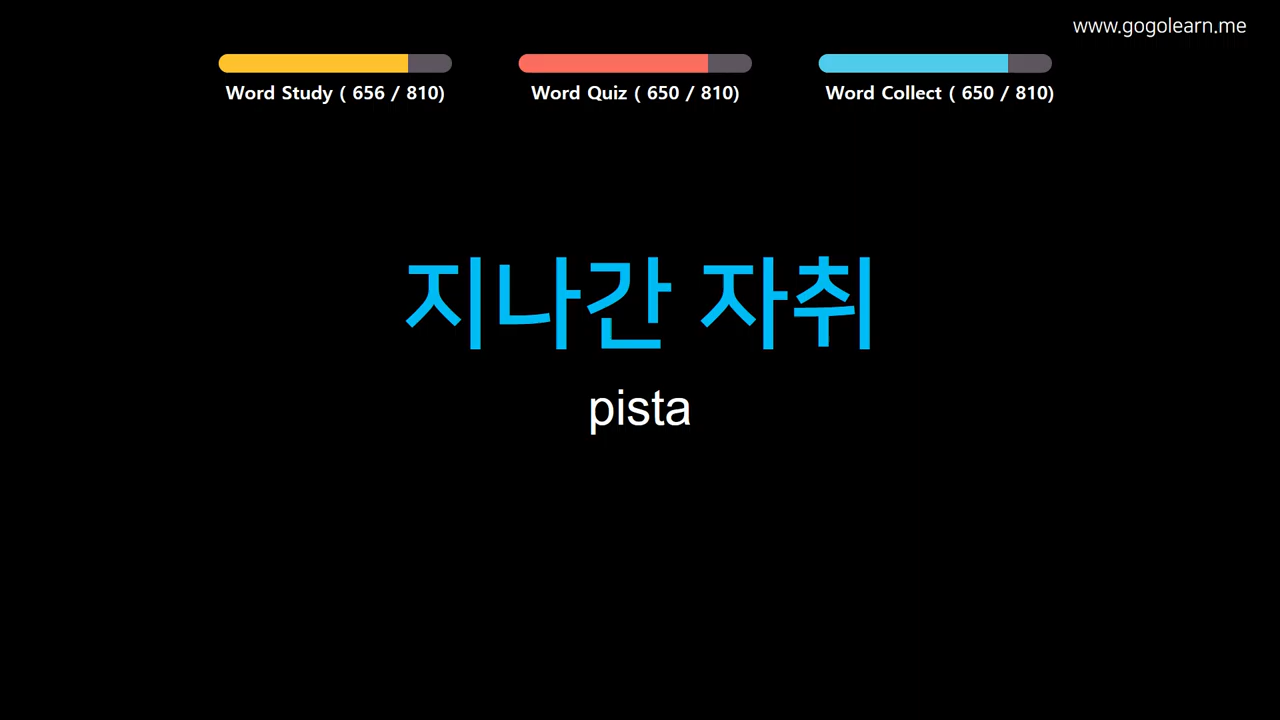 www.gogolearn.me
Word Study ( 656 / 810)
Word Quiz ( 650 / 810)
Word Collect ( 650 / 810)
지나간 자취
pista